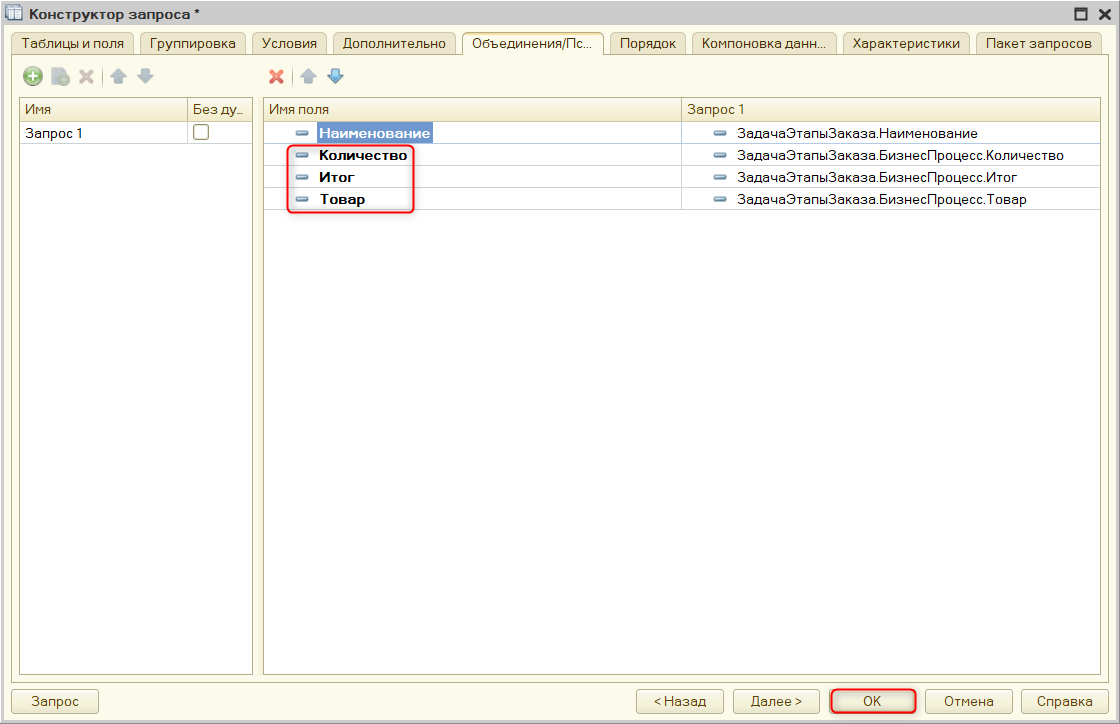 Конструктор запроса *
Таблицы и поля Группировка Условия Дополнительно Объединения/Пс... Порядок Компоновка данн... Характеристики Пакет запросов
Имя Без ду... Имя поля Запрос 1
Запрос 1 Наименование ЗадачаЭтапыЗаказа.Наименование
Количество ЗадачаЭтапыЗаказа.БизнесПроцесс.Количество
Итог ЗадачаЭтапыЗаказа.БизнесПроцесс.Итог
Товар ЗадачаЭтапыЗаказа.БизнесПроцесс.Товар
Запрос < Назад Далее > OK Отмена Справка